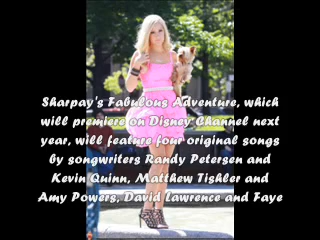 Sharpay's Fabulous Adventure, which
will premiere on Disney Channel next
year, will feature four original songs
by songwriters Randy Petersen and
Kevin Quinn, Matthew Tishler and
Amy Powers, David Lawrence and Faye